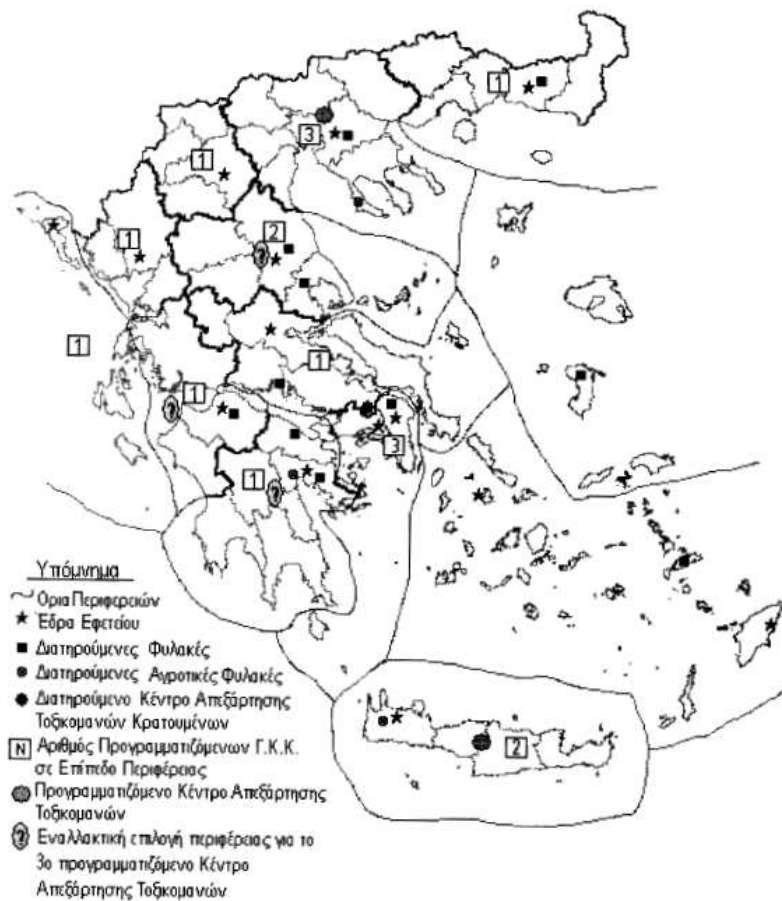 1
3
1
2
?
1
1
1
1
?
3
1
?
2
Υπόμνημα
Ορια Περιφερειών
Έδρα Εφετείου
Διατηρούμενες Φυλακές
Διατηρούμενες Αγροτικές Φυλακές
Διατηρούμενο Κέντρο Απεξάρτησης
Τοξικομανών Κρατουμένων
N Αριθμός Προγραμματιζόμενων Γ.Κ.Κ.
σε Επίπεδο Περιφέρειας
Προγραμματιζόμενο Κέντρο Απεξάρτησης
Τοξικομανών
? Εναλλακτική επιλογή περιφέρειας για το
3ο προγραμματιζόμενο Κέντρο
Απεξάρτησης Τοξικομανών